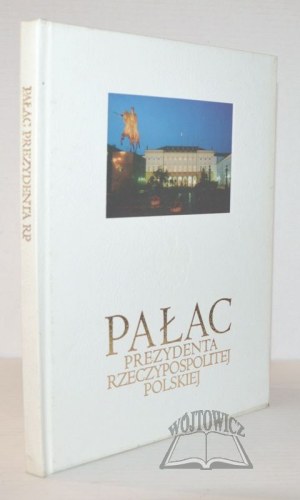 PAŁAC PREZYDENTA RP
PAŁAC
PREZYDENTA
RZECZYPOSPOLITEJ
POLSKIEJ
WÓJTOWICZ